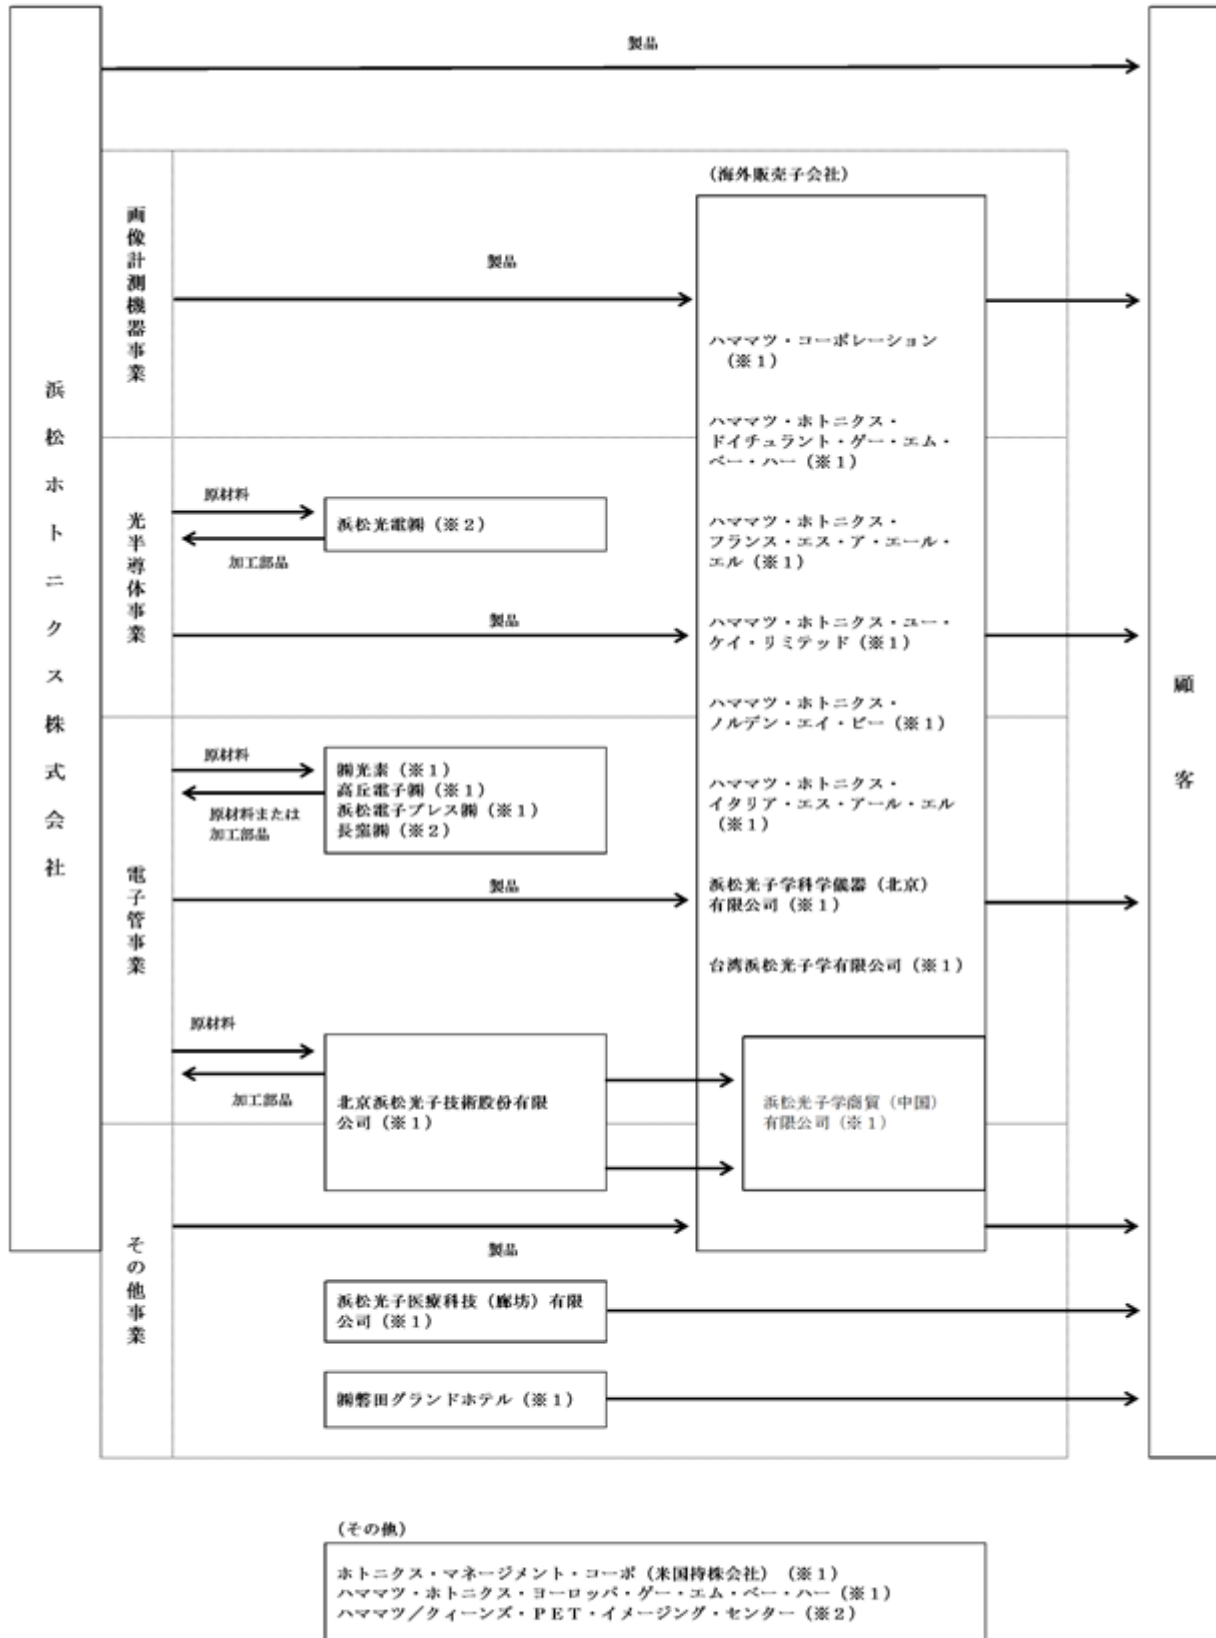 製品
浜松ホトニクス株式会社
顧客
(海外販売子会社)
画像計測機器事業
製品
ハママツ・コーポレーション
(※1)
ハママツ・ホトニクス・
ドイチュラント・ゲー・エム・
ベー・ハー(※1)
光半導体事業
原材料
浜松光電㈱(※2)
加工部品
ハママツ・ホトニクス・
フランス・エス・ア・エール・
エル(※1)
製品
ハママツ・ホトニクス・ユー・
ケイ・リミテッド(※1)
ハママツ・ホトニクス・
ノルデン・エイ・ビー(※1)
電子管事業
原材料
㈱光素(※1)
高丘電子㈱(※1)
浜松電子プレス㈱(※1)
長窯㈱(※2)
原材料または
加工部品
ハママツ・ホトニクス・
イタリア・エス・アール・エル
(※1)
製品
浜松光子学科学儀器(北京)
有限公司(※1)
台湾浜松光子学有限公司(※1)
原材料
加工部品
北京浜松光子技術股份有限
公司(※1)
浜松光子学商貿(中国)
有限公司(※1)
その他事業
製品
浜松光子医療科技(廊坊)有限
公司(※1)
㈱磐田グランドホテル(※1)
(その他)
ホトニクス・マネージメント・コーポ(米国持株会社)(※1)
ハママツ・ホトニクス・ヨーロッパ・ゲー・エム・ベー・ハー(※1)
ハママツ/クィーンズ・PET・イメージング・センター(※2)